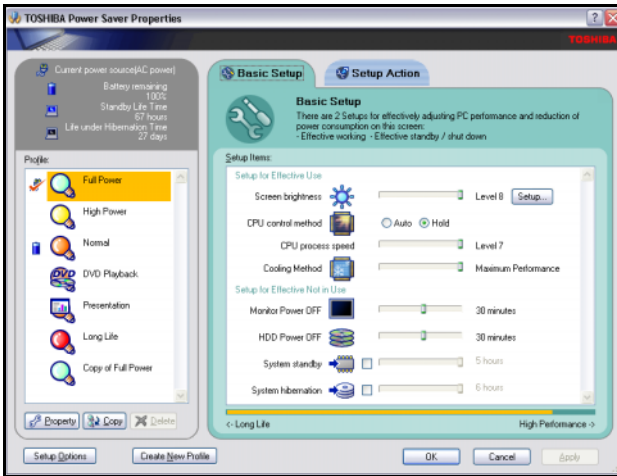 TOSHIBA Power Saver Properties
TOSHIBA
Current power source(AC power)
Battery remaining
100%
Standby Life Time
67 hours
Life under Hibernation Time
27 days
Profile:
Full Power
High Power
Normal
DVD
DVD Playback
Presentation
Long Life
Copy of Full Power
Property
Copy
Delete
Basic Setup
Setup Action
Basic Setup
There are 2 Setups for effectively adjusting PC performance and reduction of
power consumption on this screen:
- Effective working - Effective standby / shut down
Setup Items:
Setup for Effective Use
Screen brightness Level 8 Setup...
CPU control method Auto Hold
CPU process speed Level 7
Cooling Method Maximum Performance
Setup for Effective Not in Use
Monitor Power OFF 30 minutes
HDD Power OFF 30 minutes
System standby 5 hours
System hibernation 6 hours
<- Long Life High Performance ->
Setup Options Create New Profile OK Cancel Apply